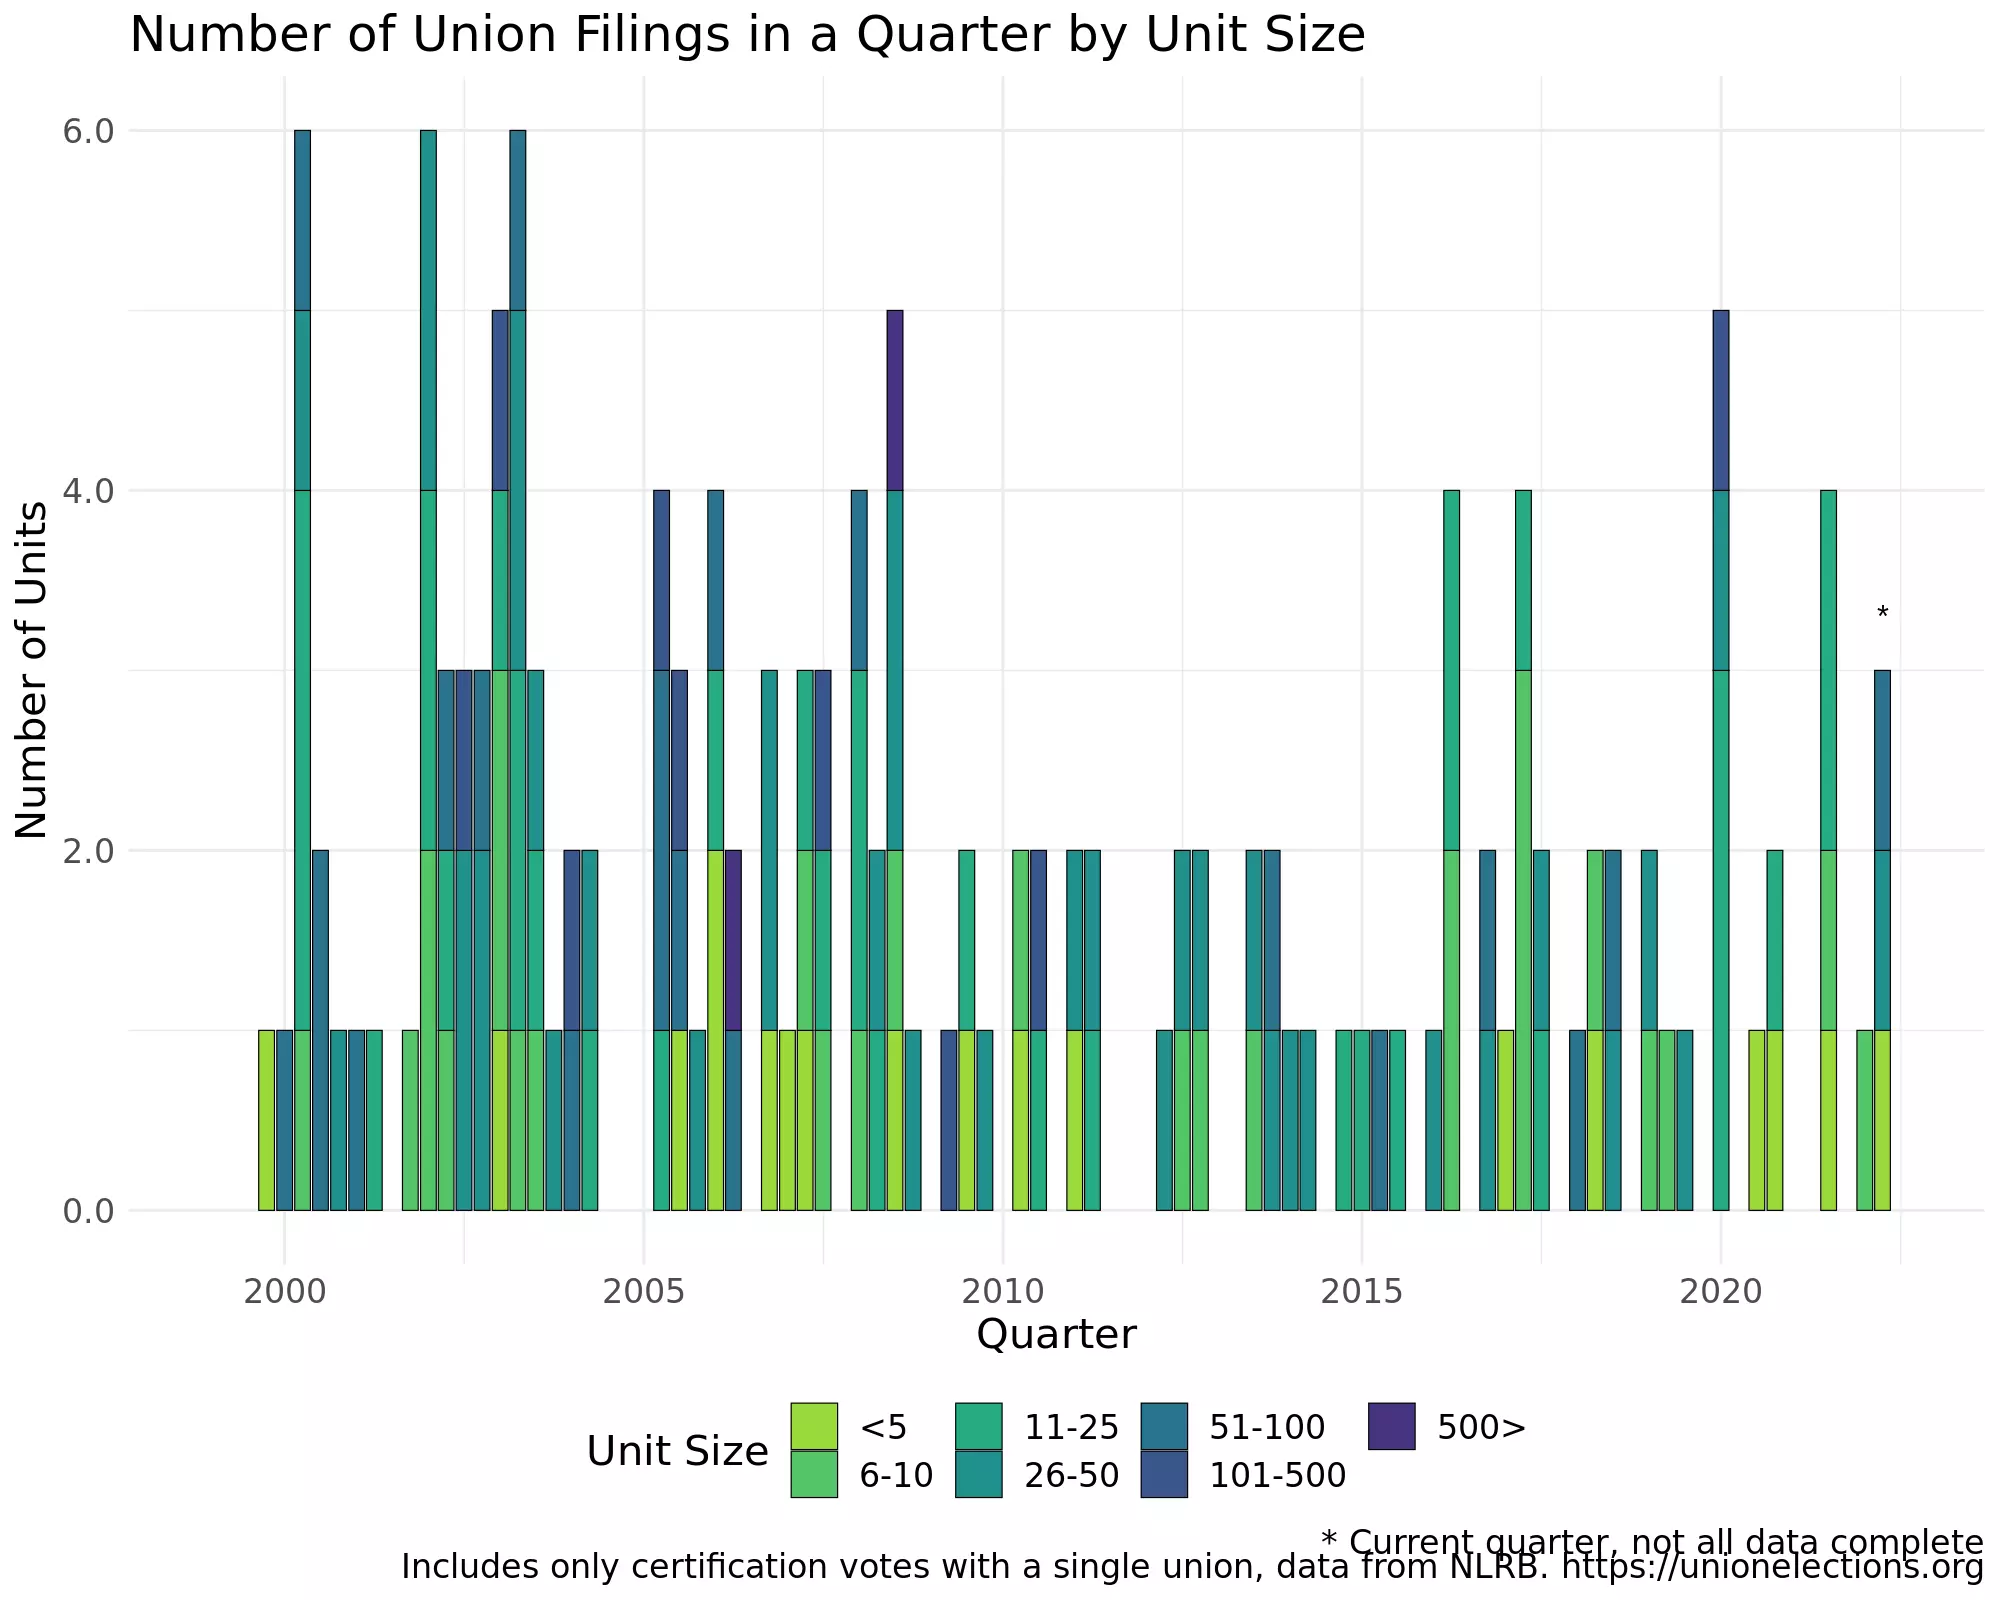 Number of Union Filings in a Quarter by Unit Size
Number of Units
6.0
4.0
2.0
0.0
*
2000 2005 2010 2015 2020
Quarter
Unit Size
<5 11-25 51-100 500>
6-10 26-50 101-500
* Current quarter, not all data complete
Includes only certification votes with a single union, data from NLRB. https://unionelections.org